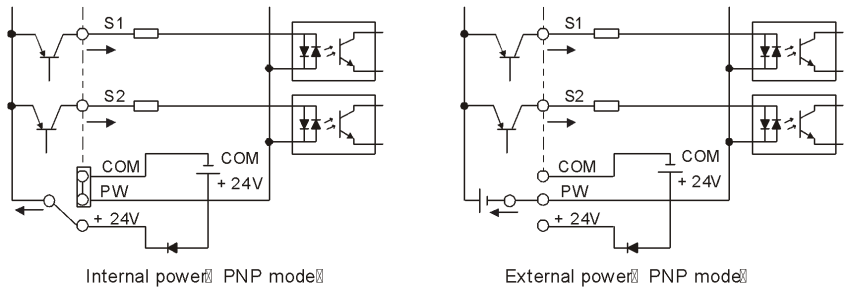 S1
S2
COM
COM
PW
+ 24V
+ 24V
Internal power PNP mode
S1
S2
COM
COM
PW
+ 24V
+ 24V
External power PNP mode